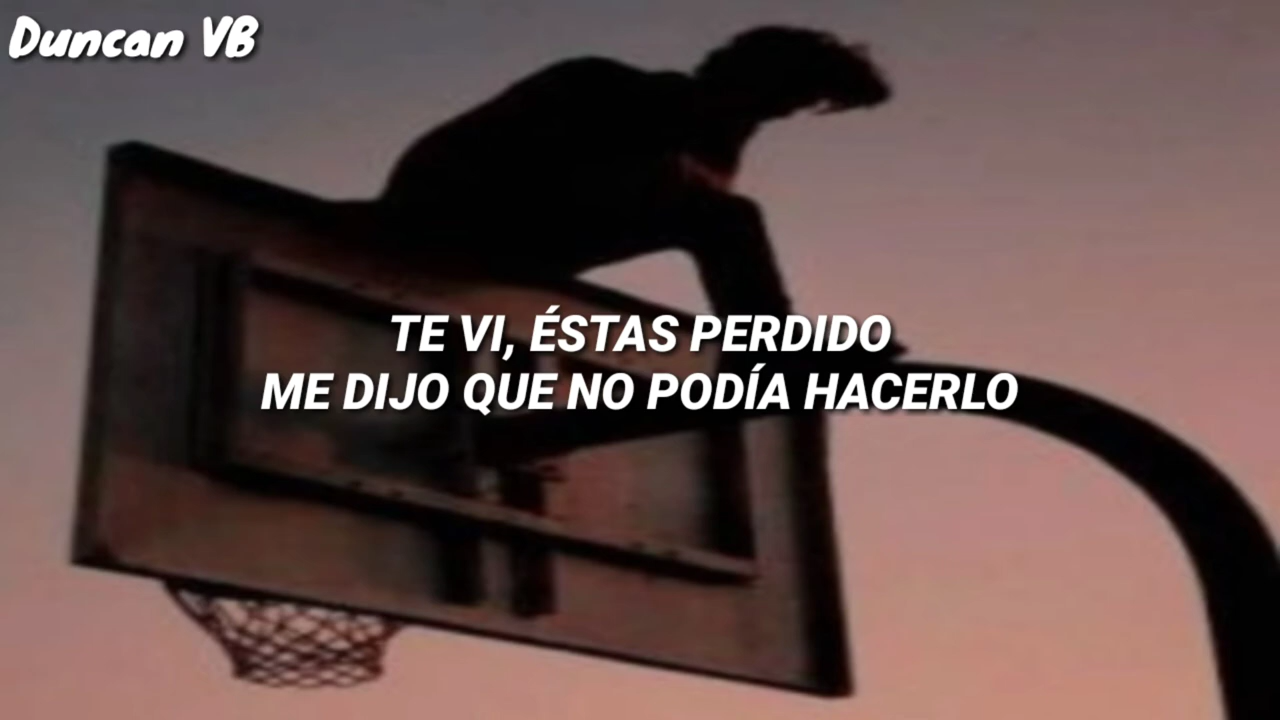 Duncan VB
TE VI, ÉSTAS PERDIDO
ME DIJO QUE NO PODÍA HACERLO